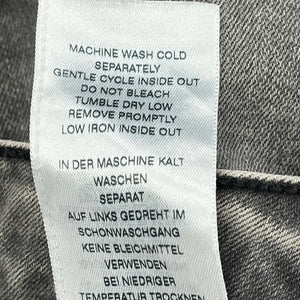 MACHINE WASH COLD
SEPARATELY
GENTLE CYCLE INSIDE OUT
DO NOT BLEACH
TUMBLE DRY LOW
REMOVE PROMPTLY
LOW IRON INSIDE OUT
IN DER MASCHINE KALT
WASCHEN
SEPARAT
AUF LINKS GEDREHT IM
SCHONWASCHGANG
KEINE BLEICHMITTEL
VERWENDEN
BEI NIEDRIGER
TEMPERATUR TROCKNEN